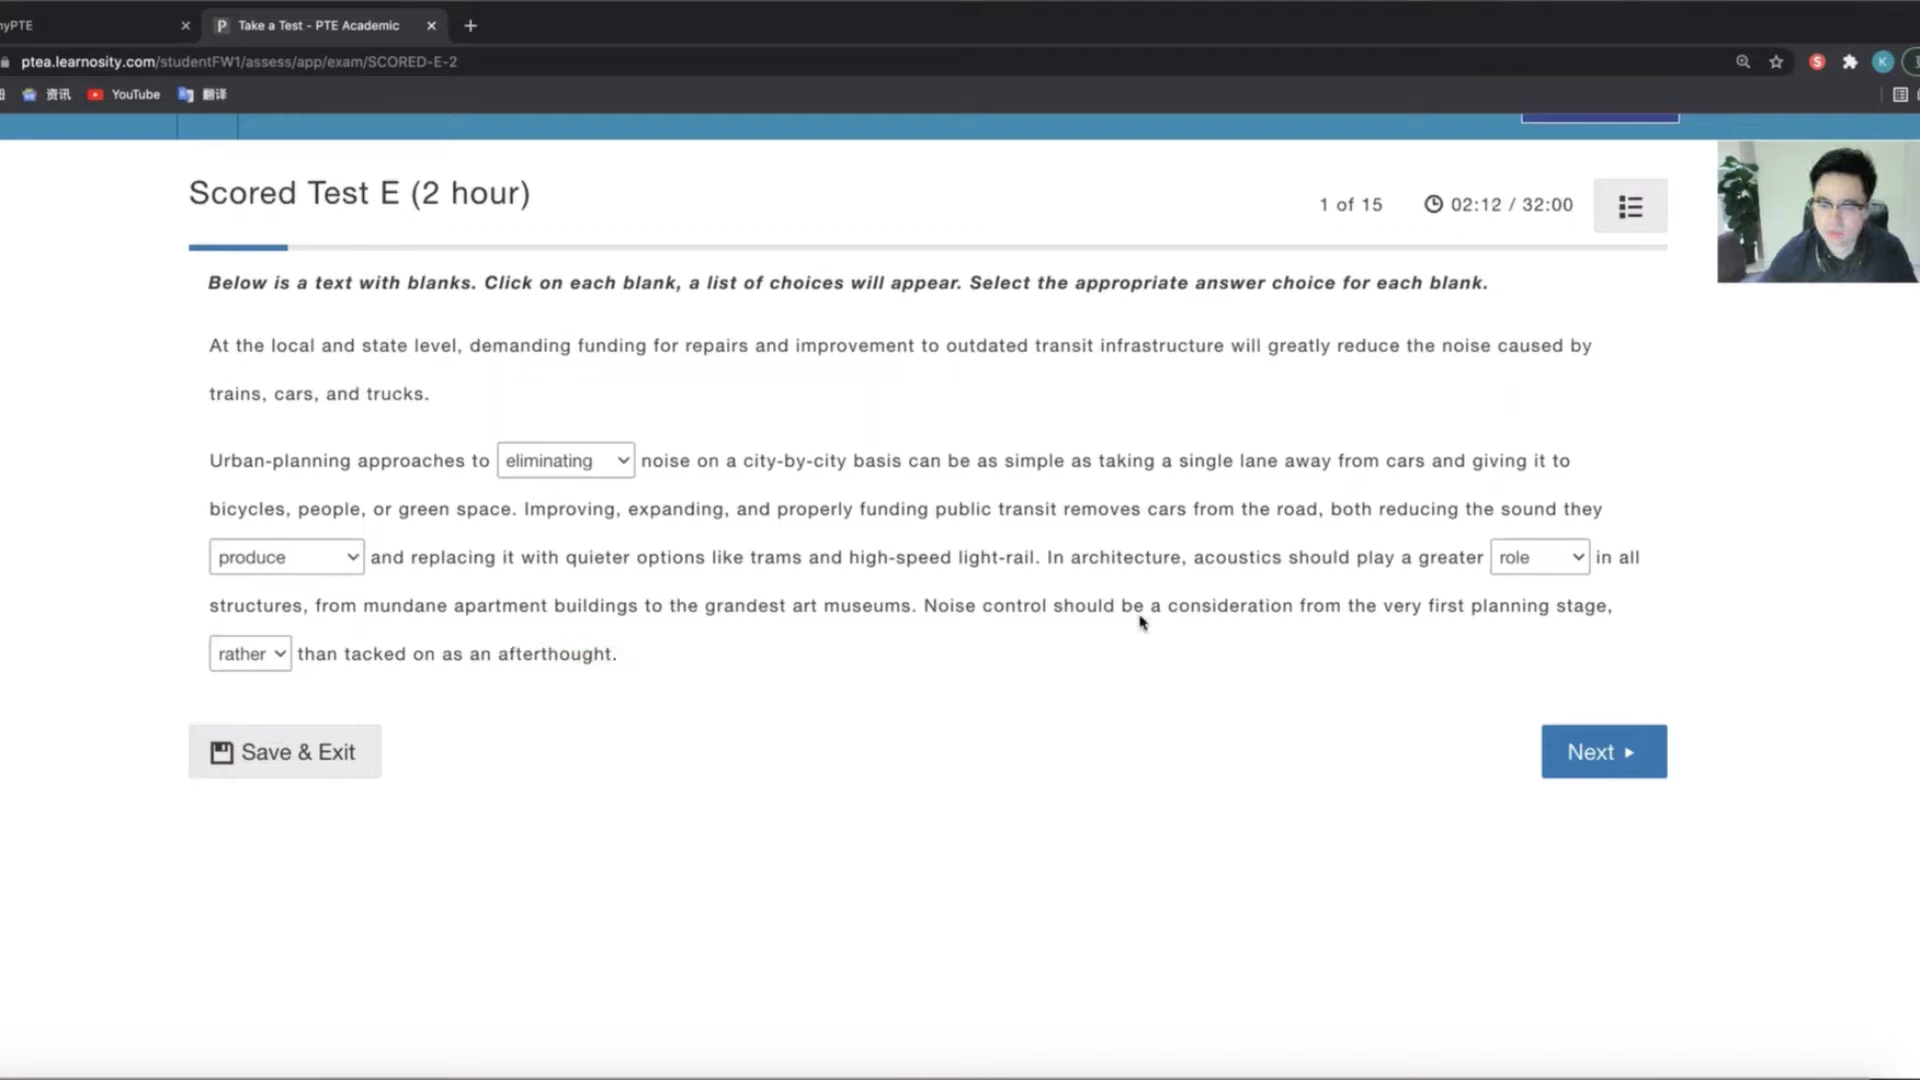 Take a Test - PTE Academic
ptea.learnosity.com/studentFW1/assess/app/exam/SCORED-E-2
资讯 YouTube 翻译
Scored Test E (2 hour)
1 of 15 02:12 / 32:00
Below is a text with blanks. Click on each blank, a list of choices will appear. Select the appropriate answer choice for each blank.
At the local and state level, demanding funding for repairs and improvement to outdated transit infrastructure will greatly reduce the noise caused by
trains, cars, and trucks.
Urban-planning approaches to eliminating noise on a city-by-city basis can be as simple as taking a single lane away from cars and giving it to
bicycles, people, or green space. Improving, expanding, and properly funding public transit removes cars from the road, both reducing the sound they
produce and replacing it with quieter options like trams and high-speed light-rail. In architecture, acoustics should play a greater role in all
structures, from mundane apartment buildings to the grandest art museums. Noise control should be a consideration from the very first planning stage,
rather than tacked on as an afterthought.
Save & Exit
Next